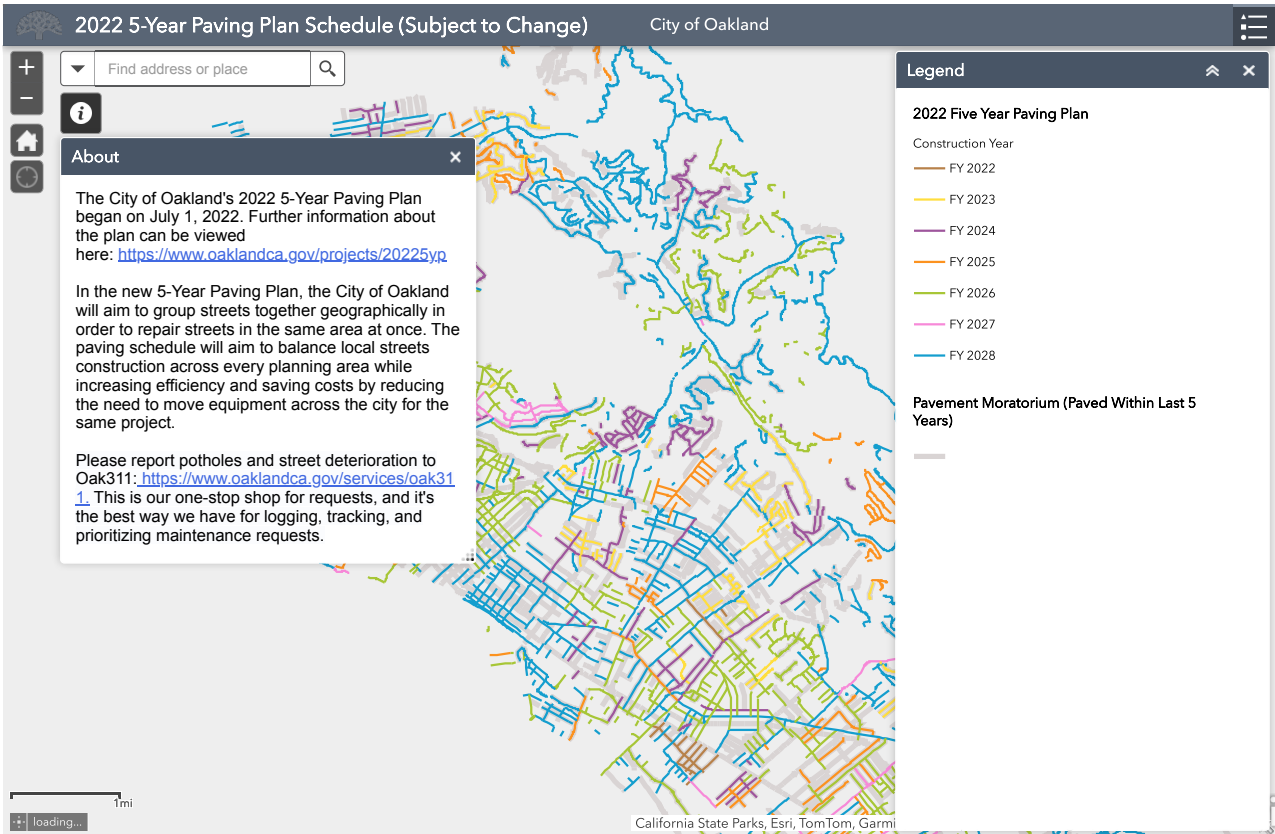 2022 5-Year Paving Plan Schedule (Subject to Change)
City of Oakland
+
−
Find address or place
i
About
×
The City of Oakland's 2022 5-Year Paving Plan
began on July 1, 2022. Further information about
the plan can be viewed
here: https://www.oaklandca.gov/projects/20225yp
In the new 5-Year Paving Plan, the City of Oakland
will aim to group streets together geographically in
order to repair streets in the same area at once. The
paving schedule will aim to balance local streets
construction across every planning area while
increasing efficiency and saving costs by reducing
the need to move equipment across the city for the
same project.
Please report potholes and street deterioration to
Oak311: https://www.oaklandca.gov/services/oak31
1. This is our one-stop shop for requests, and it's
the best way we have for logging, tracking, and
prioritizing maintenance requests.
Legend
×
2022 Five Year Paving Plan
Construction Year
FY 2022
FY 2023
FY 2024
FY 2025
FY 2026
FY 2027
FY 2028
Pavement Moratorium (Paved Within Last 5
Years)
1mi
loading...
California State Parks, Esri, TomTom, Garmi